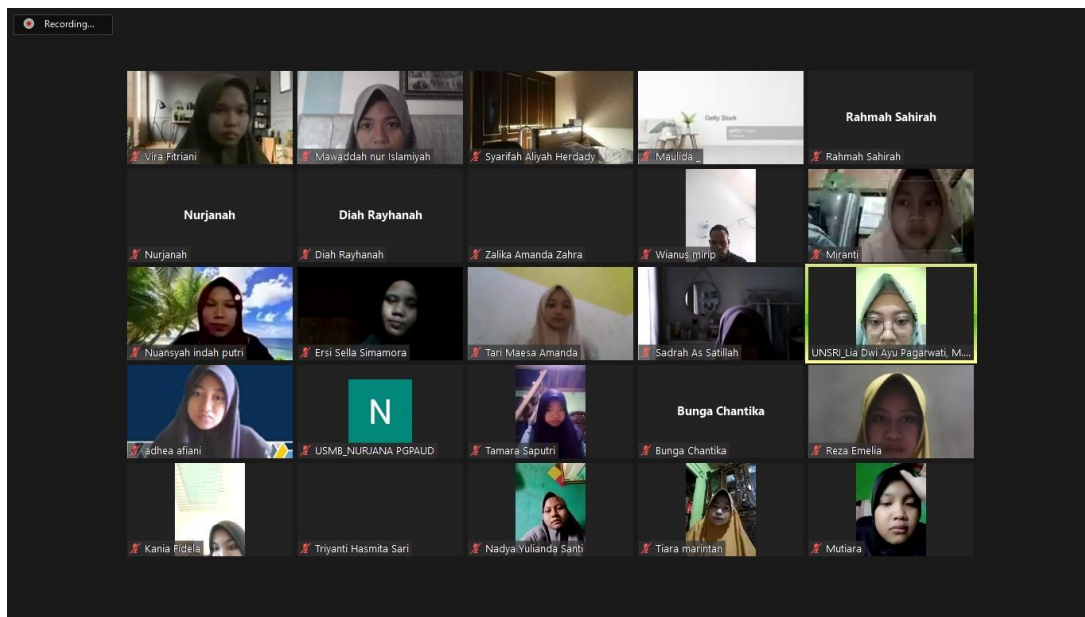 Recording...
Vira Fitriani
Mawaddah nur Islamiyah
Syarifah Aliyah Herdady
Getty Block
Maulida _
Rahmah Sahirah
Rahmah Sahirah
Nurjanah
Nurjanah
Diah Rayhanah
Diah Rayhanah
Zalika Amanda Zahra
Wianus mirip
Miranti
Nuansyah indah putri
Ersi Sella Simamora
Tari Maesa Amanda
Sadrah As Satillah
UNSRI_Lia Dwi Ayu Pagarwati, M....
adhea afiani
N
USMB_NURJANA PGPAUD
Tamara Saputri
Bunga Chantika
Bunga Chantika
Reza Emelia
Kania Fidela
Triyanti Hasmita Sari
Nadya Yulianda Santi
Tiara marintan
Mutiara